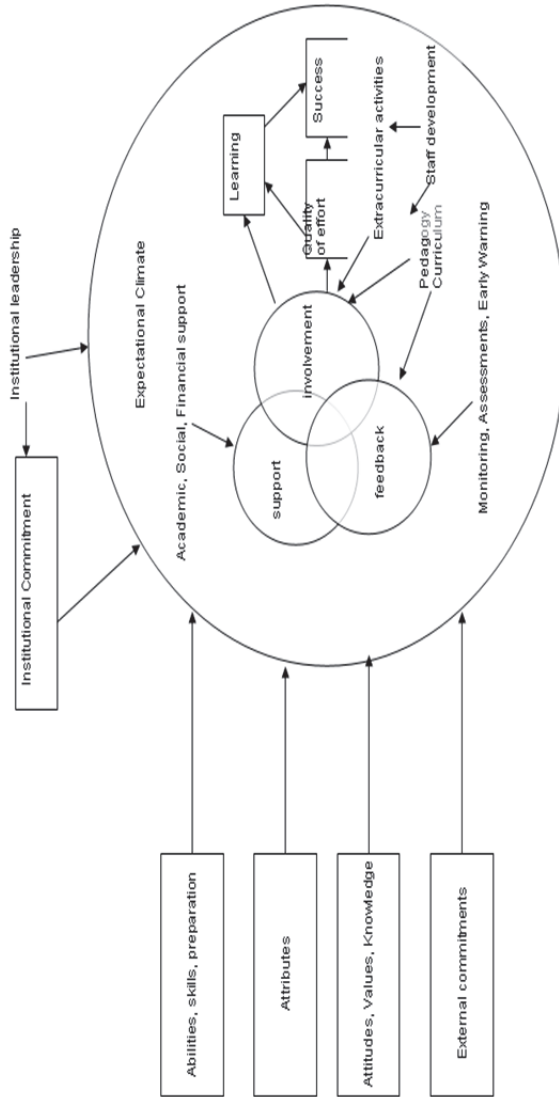 Institutional leadership
Institutional Commitment
Expectational Climate
Academic, Social, Financial support
Abilities, skills, preparation
Attributes
Attitudes, Values, Knowledge
External commitments
support
involvement
feedback
Learning
Quality
of effort
Success
Extracurricular activities
Pedagogy
Curriculum
Staff development
Monitoring, Assessments, Early Warning